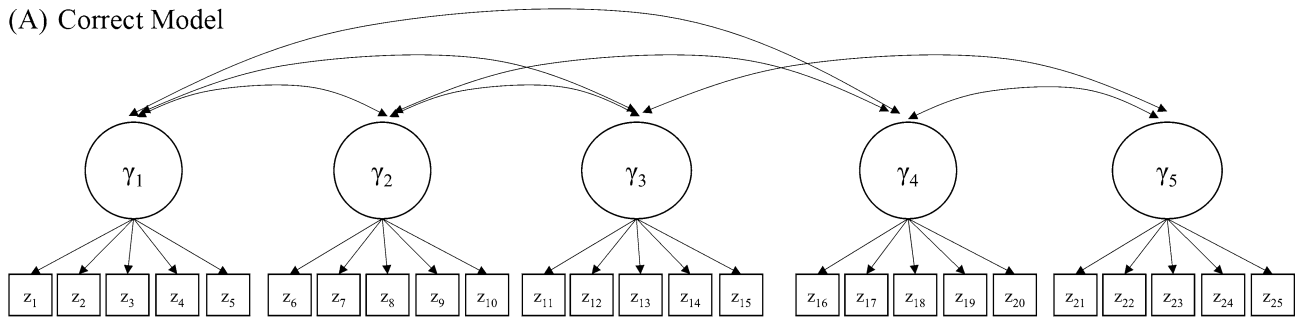 (A) Correct Model
γ₁ γ₂ γ₃ γ₄ γ₅
z₁ z₂ z₃ z₄ z₅ z₆ z₇ z₈ z₉ z₁₀ z₁₁ z₁₂ z₁₃ z₁₄ z₁₅ z₁₆ z₁₇ z₁₈ z₁₉ z₂₀ z₂₁ z₂₂ z₂₃ z₂₄ z₂₅